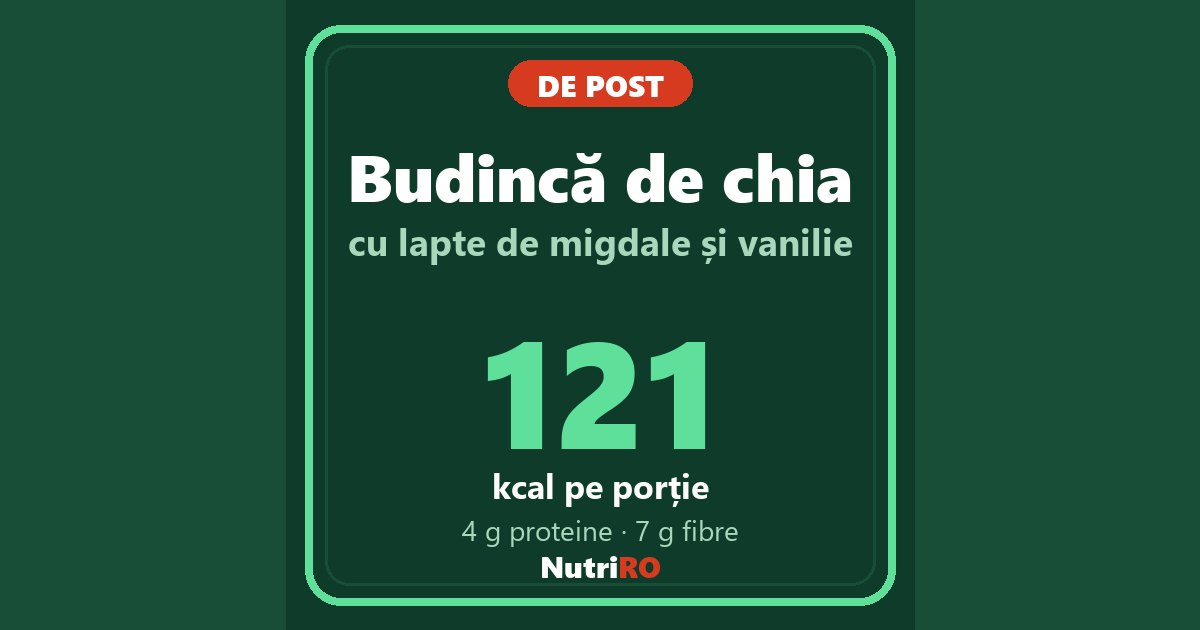 DE POST
Budincă de chia
cu lapte de migdale și vanilie
121
kcal pe porție
4 g proteine · 7 g fibre
NutriRO